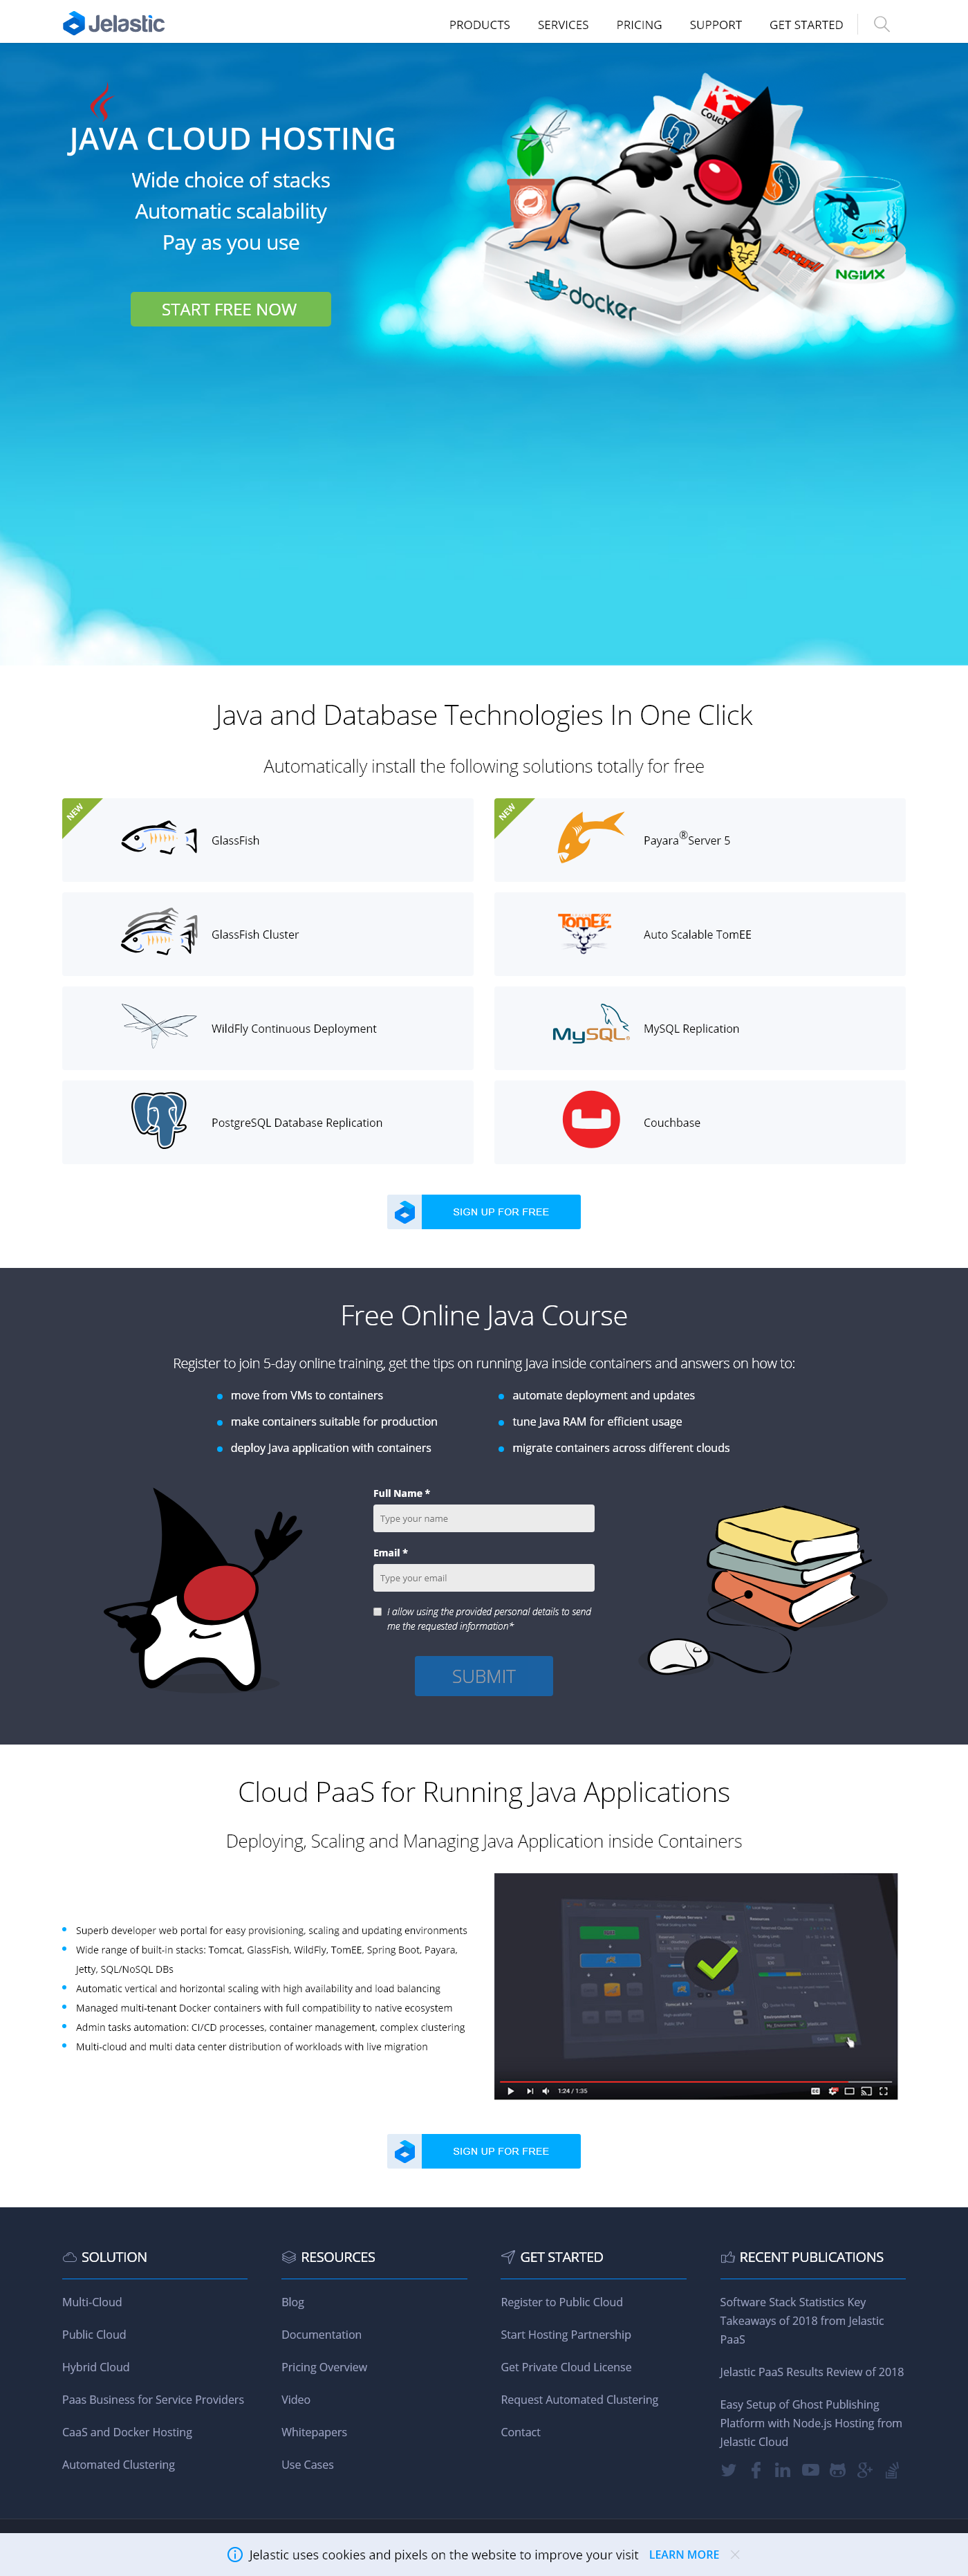 Jelastic
PRODUCTS SERVICES PRICING SUPPORT GET STARTED
JAVA CLOUD HOSTING
Wide choice of stacks
Automatic scalability
Pay as you use
START FREE NOW
Couch
jetty://
NGiNX
docker
Java and Database Technologies In One Click
Automatically install the following solutions totally for free
NEW
GlassFish
NEW
Payara® Server 5
GlassFish Cluster
TomEE
Auto Scalable TomEE
WildFly Continuous Deployment
MySQL
MySQL Replication
PostgreSQL Database Replication
Couchbase
SIGN UP FOR FREE
Free Online Java Course
Register to join 5-day online training, get the tips on running Java inside containers and answers on how to:
move from VMs to containers
make containers suitable for production
deploy Java application with containers
automate deployment and updates
tune Java RAM for efficient usage
migrate containers across different clouds
Full Name *
Type your name
Email *
Type your email
I allow using the provided personal details to send
me the requested information*
SUBMIT
Cloud PaaS for Running Java Applications
Deploying, Scaling and Managing Java Application inside Containers
Superb developer web portal for easy provisioning, scaling and updating environments
Wide range of built-in stacks: Tomcat, GlassFish, WildFly, TomEE, Spring Boot, Payara,
Jetty, SQL/NoSQL DBs
Automatic vertical and horizontal scaling with high availability and load balancing
Managed multi-tenant Docker containers with full compatibility to native ecosystem
Admin tasks automation: CI/CD processes, container management, complex clustering
Multi-cloud and multi data center distribution of workloads with live migration
1:24 / 1:35
SIGN UP FOR FREE
SOLUTION
Multi-Cloud
Public Cloud
Hybrid Cloud
Paas Business for Service Providers
CaaS and Docker Hosting
Automated Clustering
RESOURCES
Blog
Documentation
Pricing Overview
Video
Whitepapers
Use Cases
GET STARTED
Register to Public Cloud
Start Hosting Partnership
Get Private Cloud License
Request Automated Clustering
Contact
RECENT PUBLICATIONS
Software Stack Statistics Key
Takeaways of 2018 from Jelastic
PaaS
Jelastic PaaS Results Review of 2018
Easy Setup of Ghost Publishing
Platform with Node.js Hosting from
Jelastic Cloud
Jelastic uses cookies and pixels on the website to improve your visit LEARN MORE